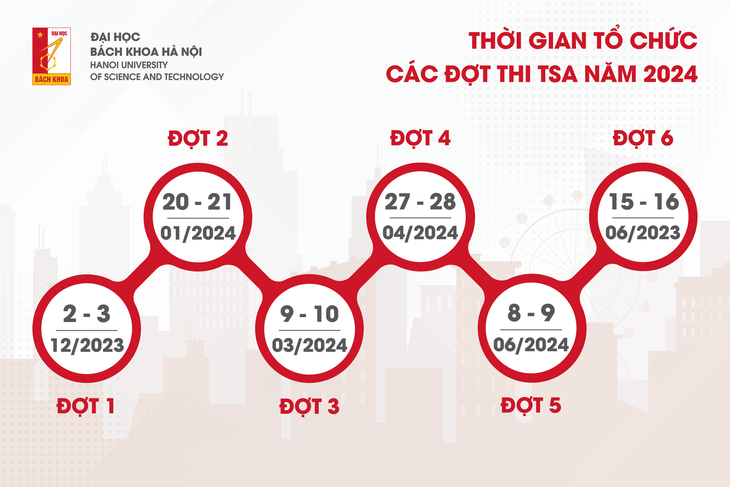 ĐẠI HỌC
BÁCH KHOA
ĐẠI HỌC
BÁCH KHOA HÀ NỘI
HANOI UNIVERSITY
OF SCIENCE AND TECHNOLOGY
THỜI GIAN TỔ CHỨC
CÁC ĐỢT THI TSA NĂM 2024
ĐỢT 1
2 - 3
12/2023
ĐỢT 2
20 - 21
01/2024
ĐỢT 3
9 - 10
03/2024
ĐỢT 4
27 - 28
04/2024
ĐỢT 5
8 - 9
06/2024
ĐỢT 6
15 - 16
06/2023